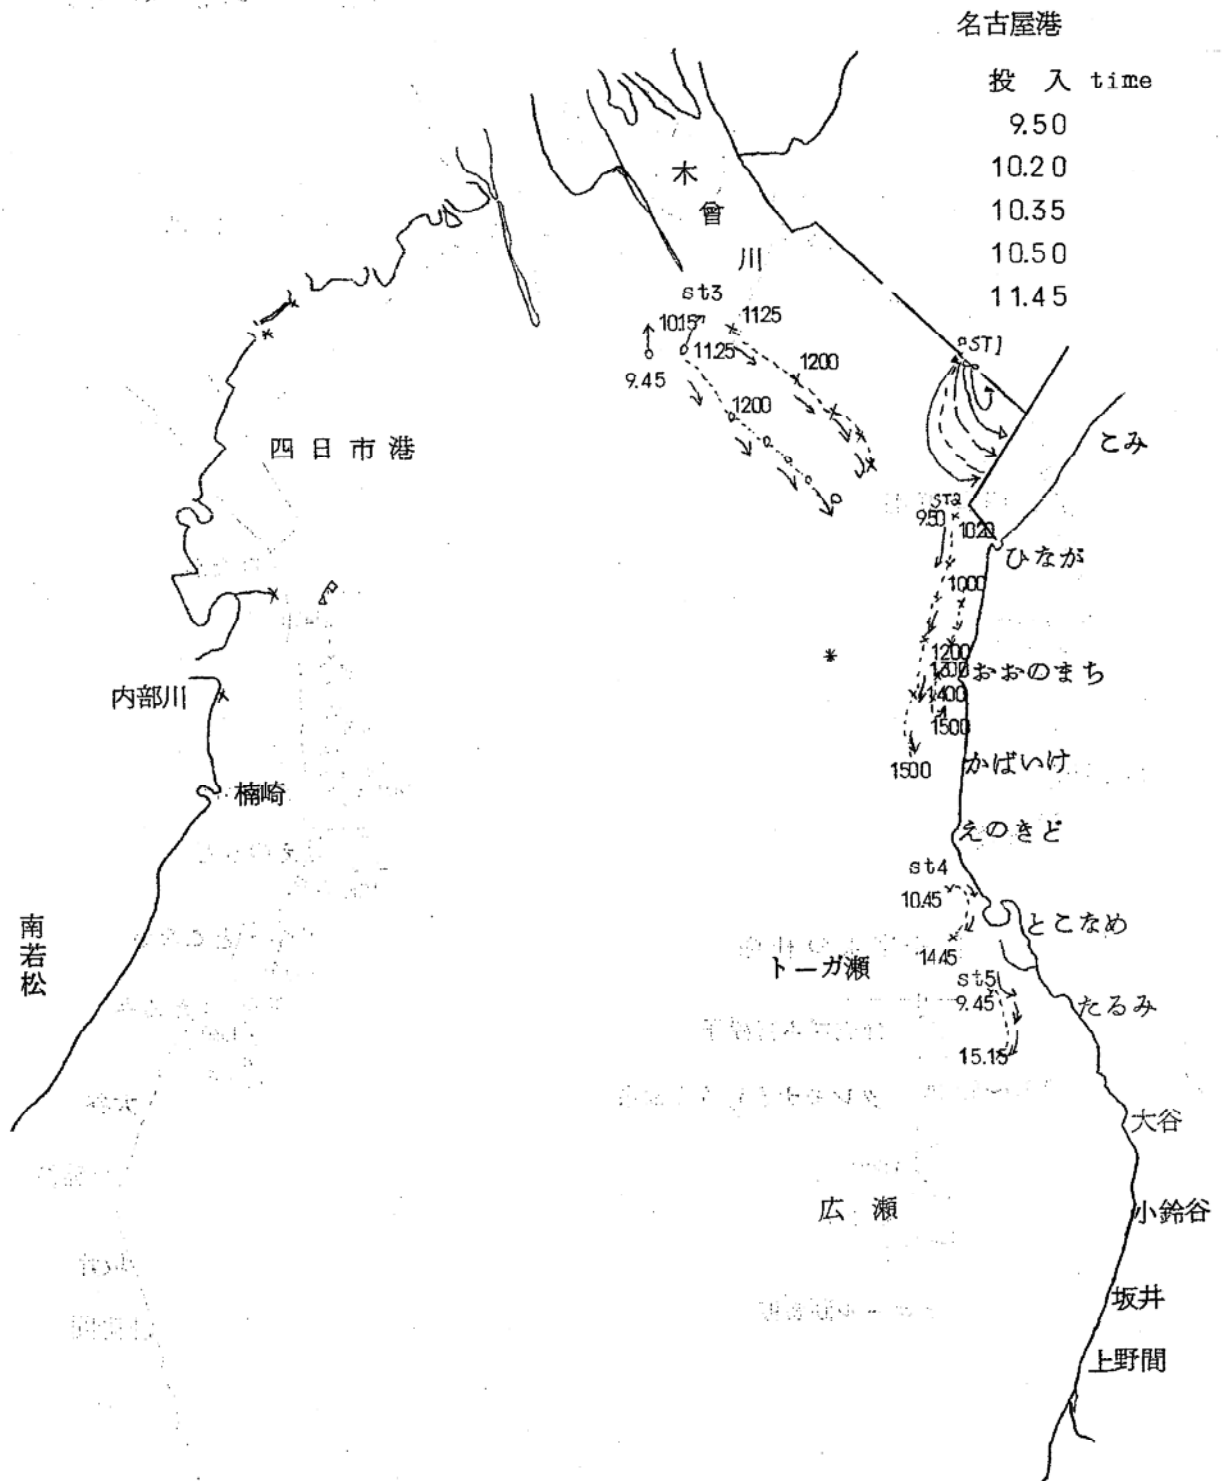 名古屋港
投 入 time
9.50
10.20
10.35
10.50
11.45
木
曾
川
st3
10.15
11.25
1125
9.45
1200
1200
ST1
四日市港
こみ
ST2
9.50
10.20
ひなが
1000
1200
1300
おおのまち
1400
1500
1500
内部川
かばいけ
楠崎
えのきど
st4
10.45
とこなめ
14.45
南
若
松
トーガ瀬
st5
9.45
たるみ
15.15
大谷
広瀬
小鈴谷
坂井
上野間